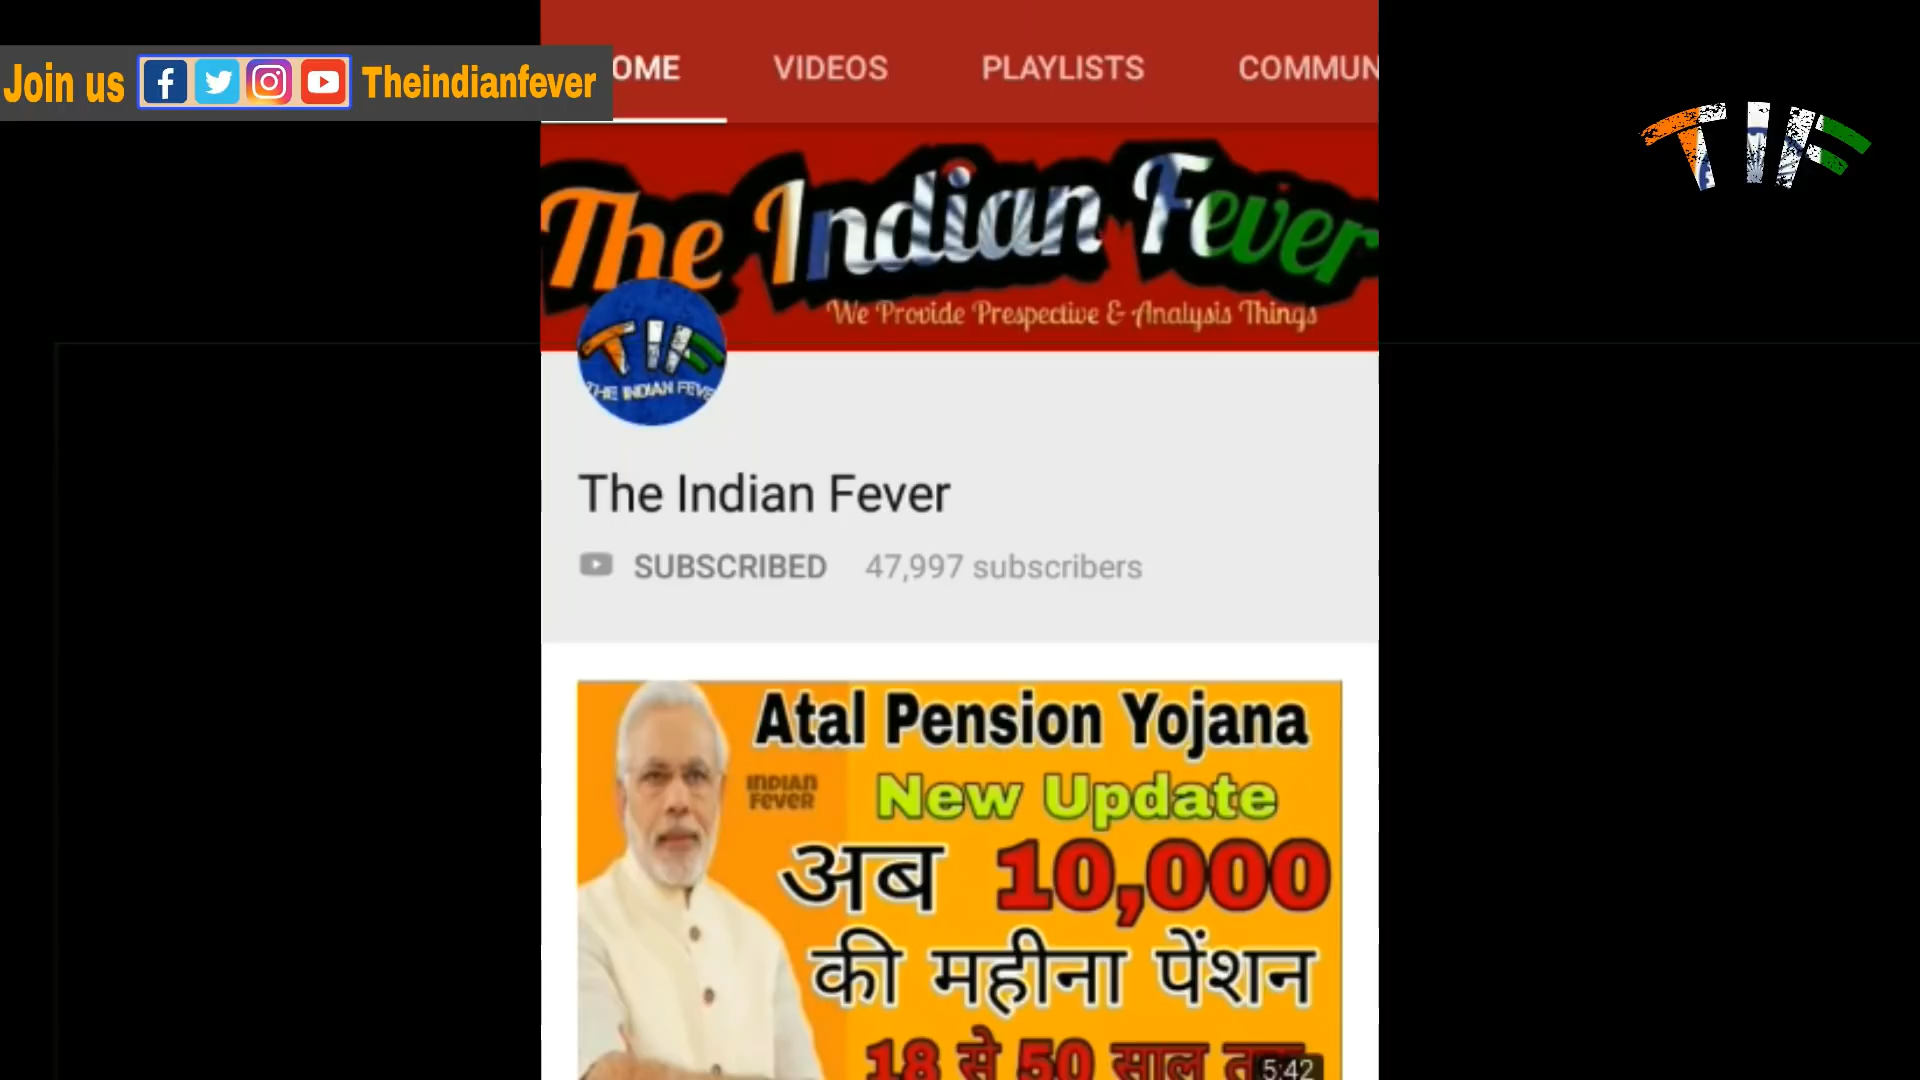 Join us Theindianfever
OME VIDEOS PLAYLISTS COMMUN
TIF
The Indian Fever
We Provide Prespective & Analysis Things
TIF
THE INDIAN FEVE
The Indian Fever
SUBSCRIBED 47,997 subscribers
Atal Pension Yojana
INDIAN
FEVER
New Update
अब 10,000
की महीना पेंशन
18 से 50 साल
5:42